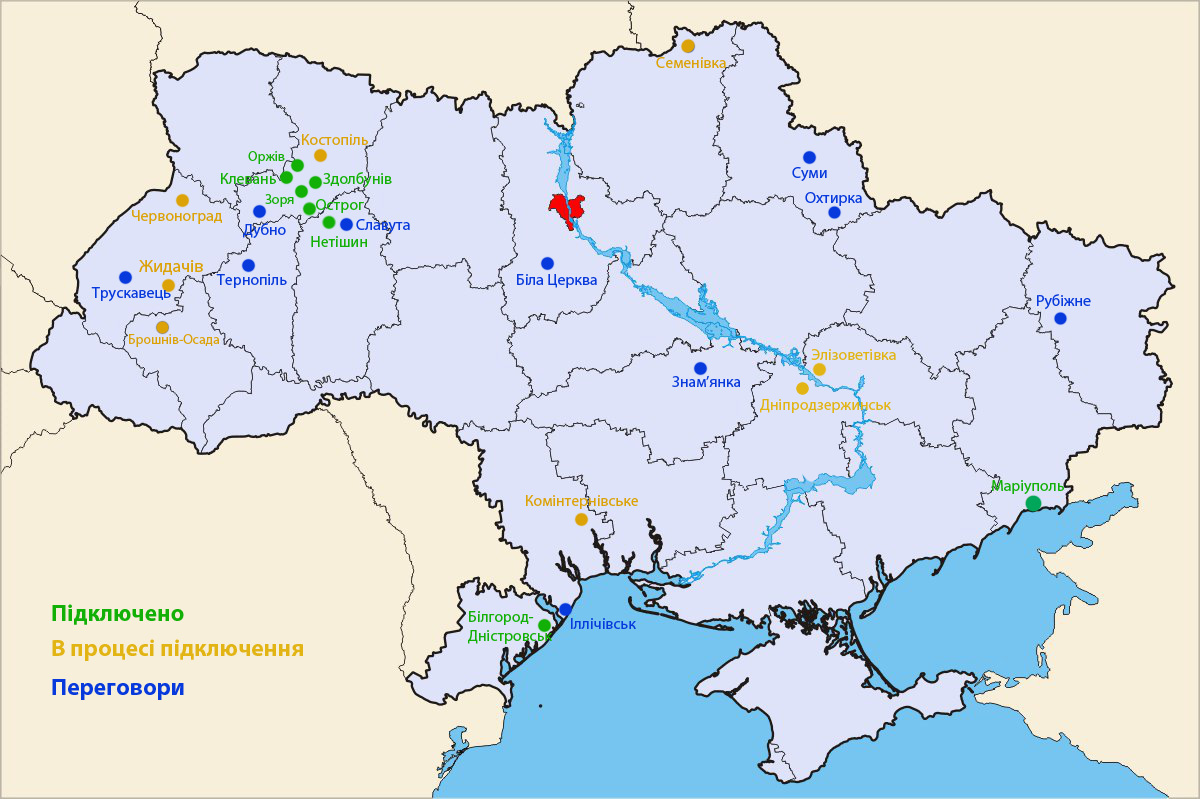 Семенівка
Костопіль
Оржів
Суми
Клевань
Здолбунів
Зоря
Острог
Охтирка
Червоноград
Дубно
Славута
Нетішин
Жидачів
Тернопіль
Біла Церква
Трускавець
Рубіжне
Брошнів-Осада
Элізоветівка
Знам’янка
Дніпродзержинськ
Маріуполь
Комінтернівське
Підключено
Білгород-
Дністровськ
Іллічівськ
В процесі підключення
Переговори